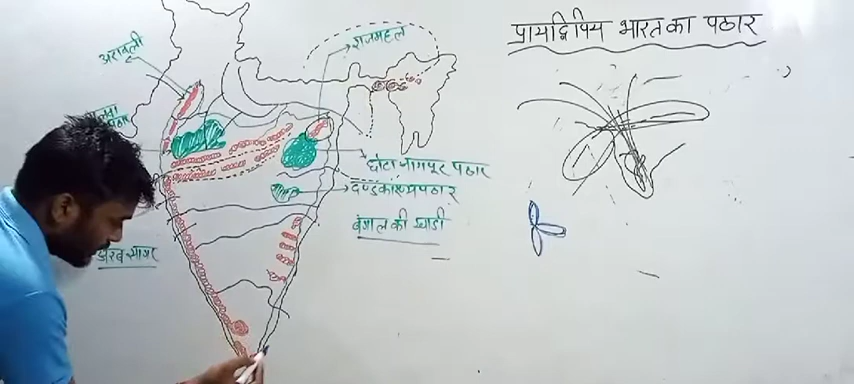 प्रायद्विपिय भारत का पठार
अरावली
राजमहल
छोटा नागपुर पठार
दण्डकारण्य पठार
बंगाल की खाड़ी
अरब सागर